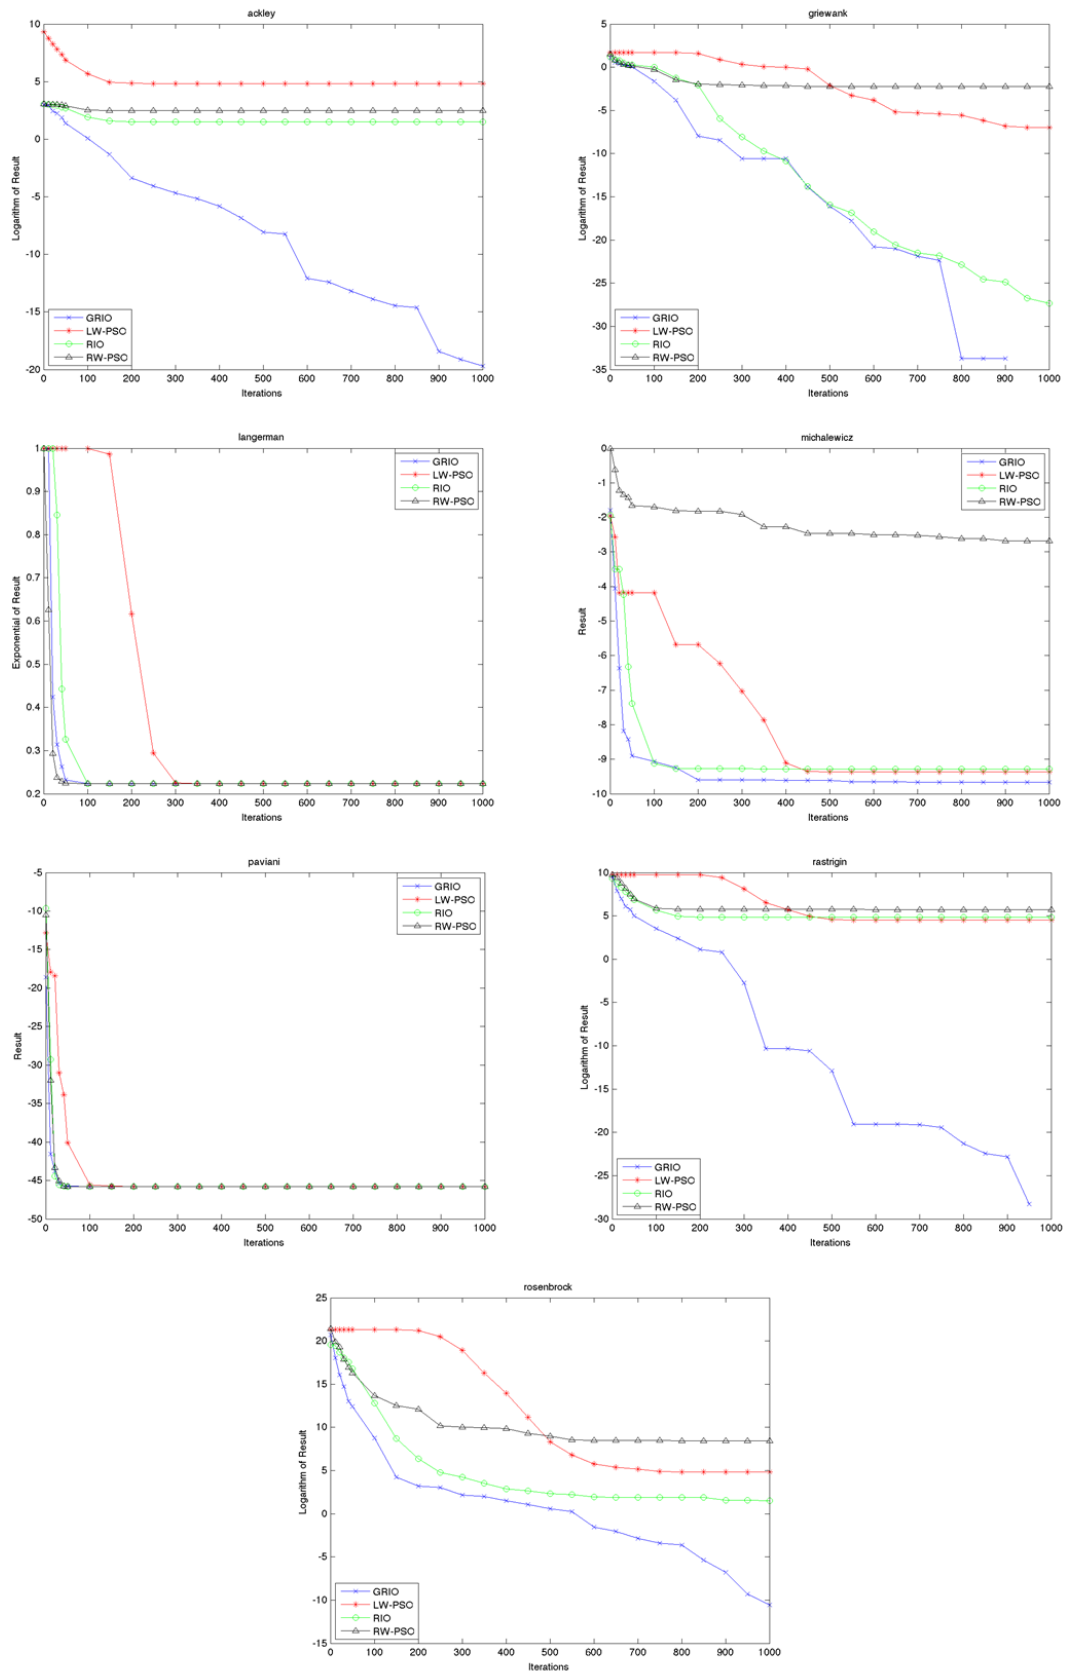 ackley
10
5
0
-5
-10
-15
-20
Logarithm of Result
GRIO
LW-PSO
RIO
RW-PSO
0 100 200 300 400 500 600 700 800 900 1000
Iterations
griewank
5
0
-5
-10
-15
-20
-25
-30
-35
Logarithm of Result
GRIO
LW-PSO
RIO
RW-PSO
0 100 200 300 400 500 600 700 800 900 1000
Iterations
langerman
1
0.9
0.8
0.7
0.6
0.5
0.4
0.3
0.2
Exponential of Result
GRIO
LW-PSO
RIO
RW-PSO
0 100 200 300 400 500 600 700 800 900 1000
Iterations
michalewicz
0
-1
-2
-3
-4
-5
-6
-7
-8
-9
-10
Result
GRIO
LW-PSO
RIO
RW-PSO
0 100 200 300 400 500 600 700 800 900 1000
Iterations
paviani
-5
-10
-15
-20
-25
-30
-35
-40
-45
-50
Result
GRIO
LW-PSO
RIO
RW-PSO
0 100 200 300 400 500 600 700 800 900 1000
Iterations
rastrigin
10
5
0
-5
-10
-15
-20
-25
-30
Logarithm of Result
GRIO
LW-PSO
RIO
RW-PSO
0 100 200 300 400 500 600 700 800 900 1000
Iterations
rosenbrock
25
20
15
10
5
0
-5
-10
-15
Logarithm of Result
GRIO
LW-PSO
RIO
RW-PSO
0 100 200 300 400 500 600 700 800 900 1000
Iterations